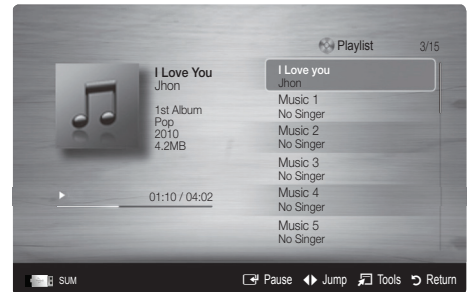 Playlist 3/15
I Love You
Jhon
1st Album
Pop
2010
4.2MB
01:10 / 04:02
I Love you
Jhon
Music 1
No Singer
Music 2
No Singer
Music 3
No Singer
Music 4
No Singer
Music 5
No Singer
SUM Pause Jump Tools Return